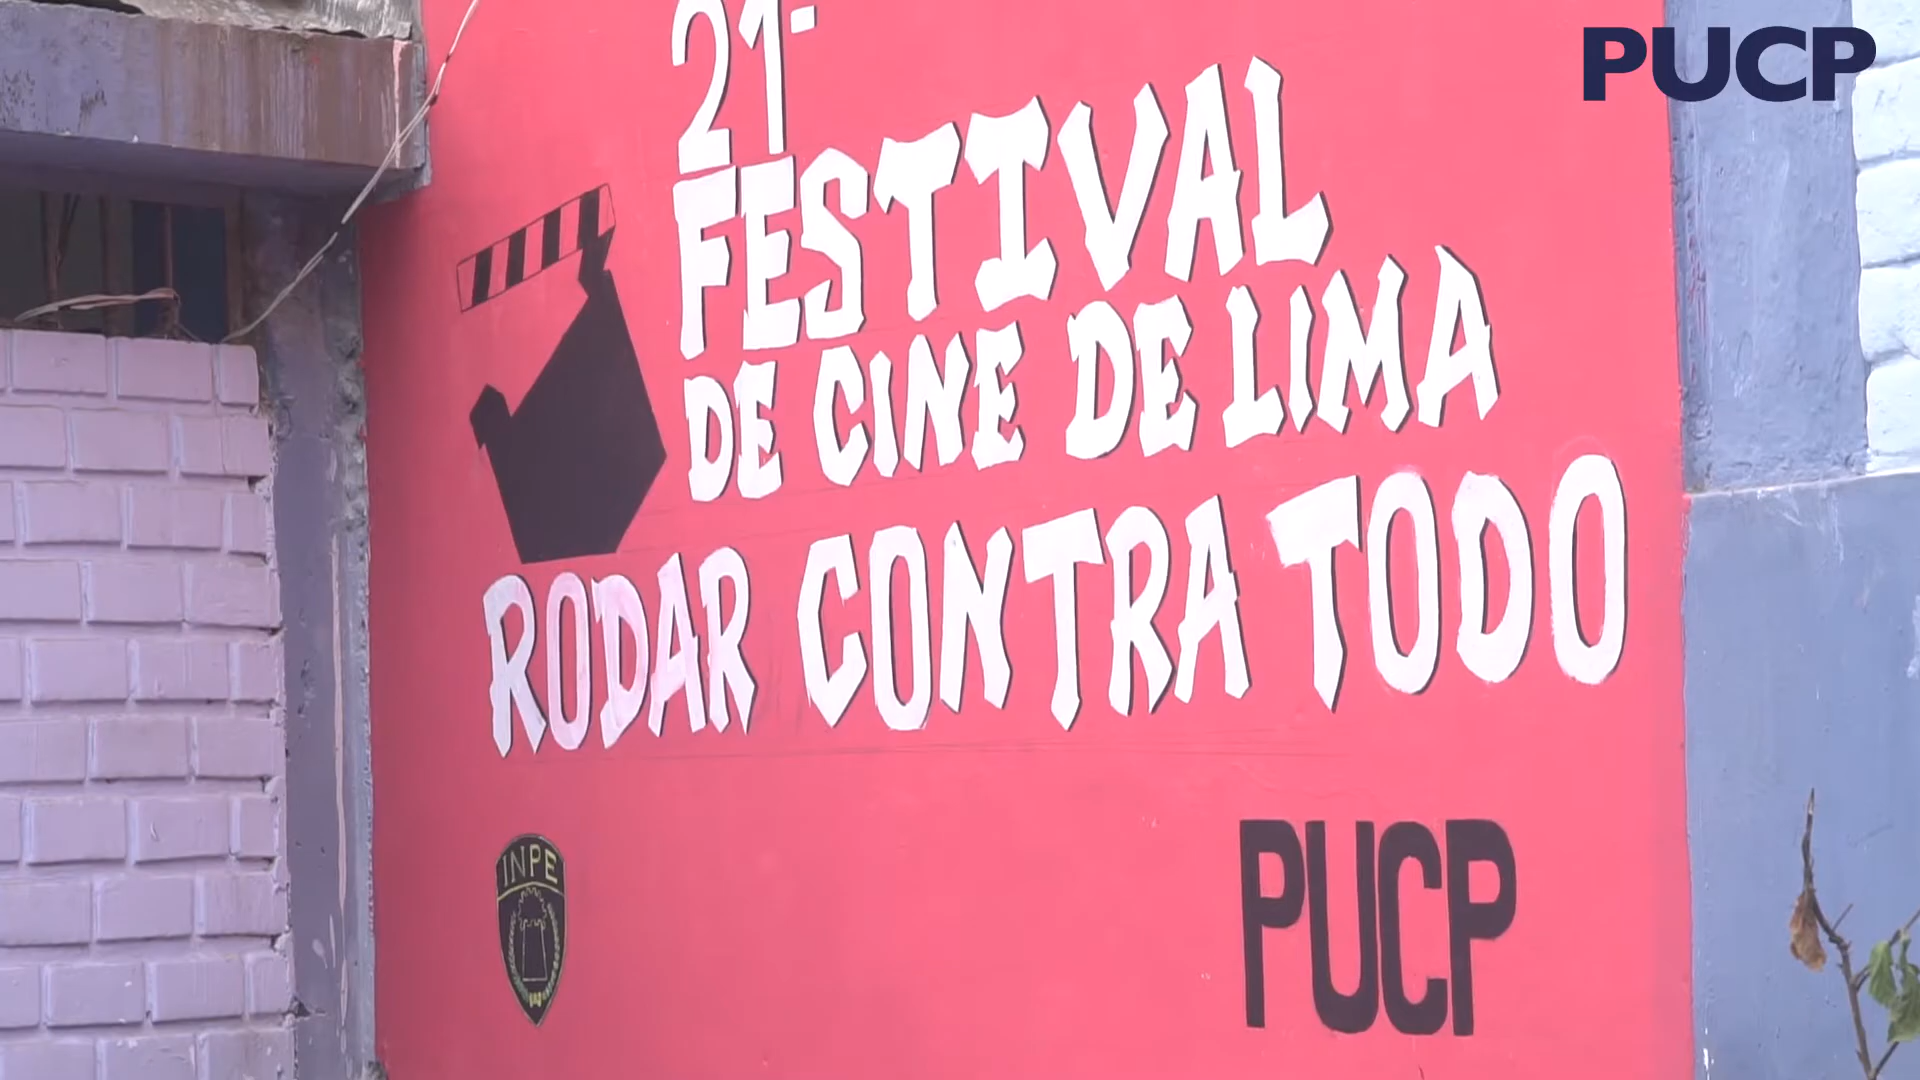 PUCP
21-
FESTIVAL
DE CINE DE LIMA
RODAR CONTRA TODO
INPE
PUCP